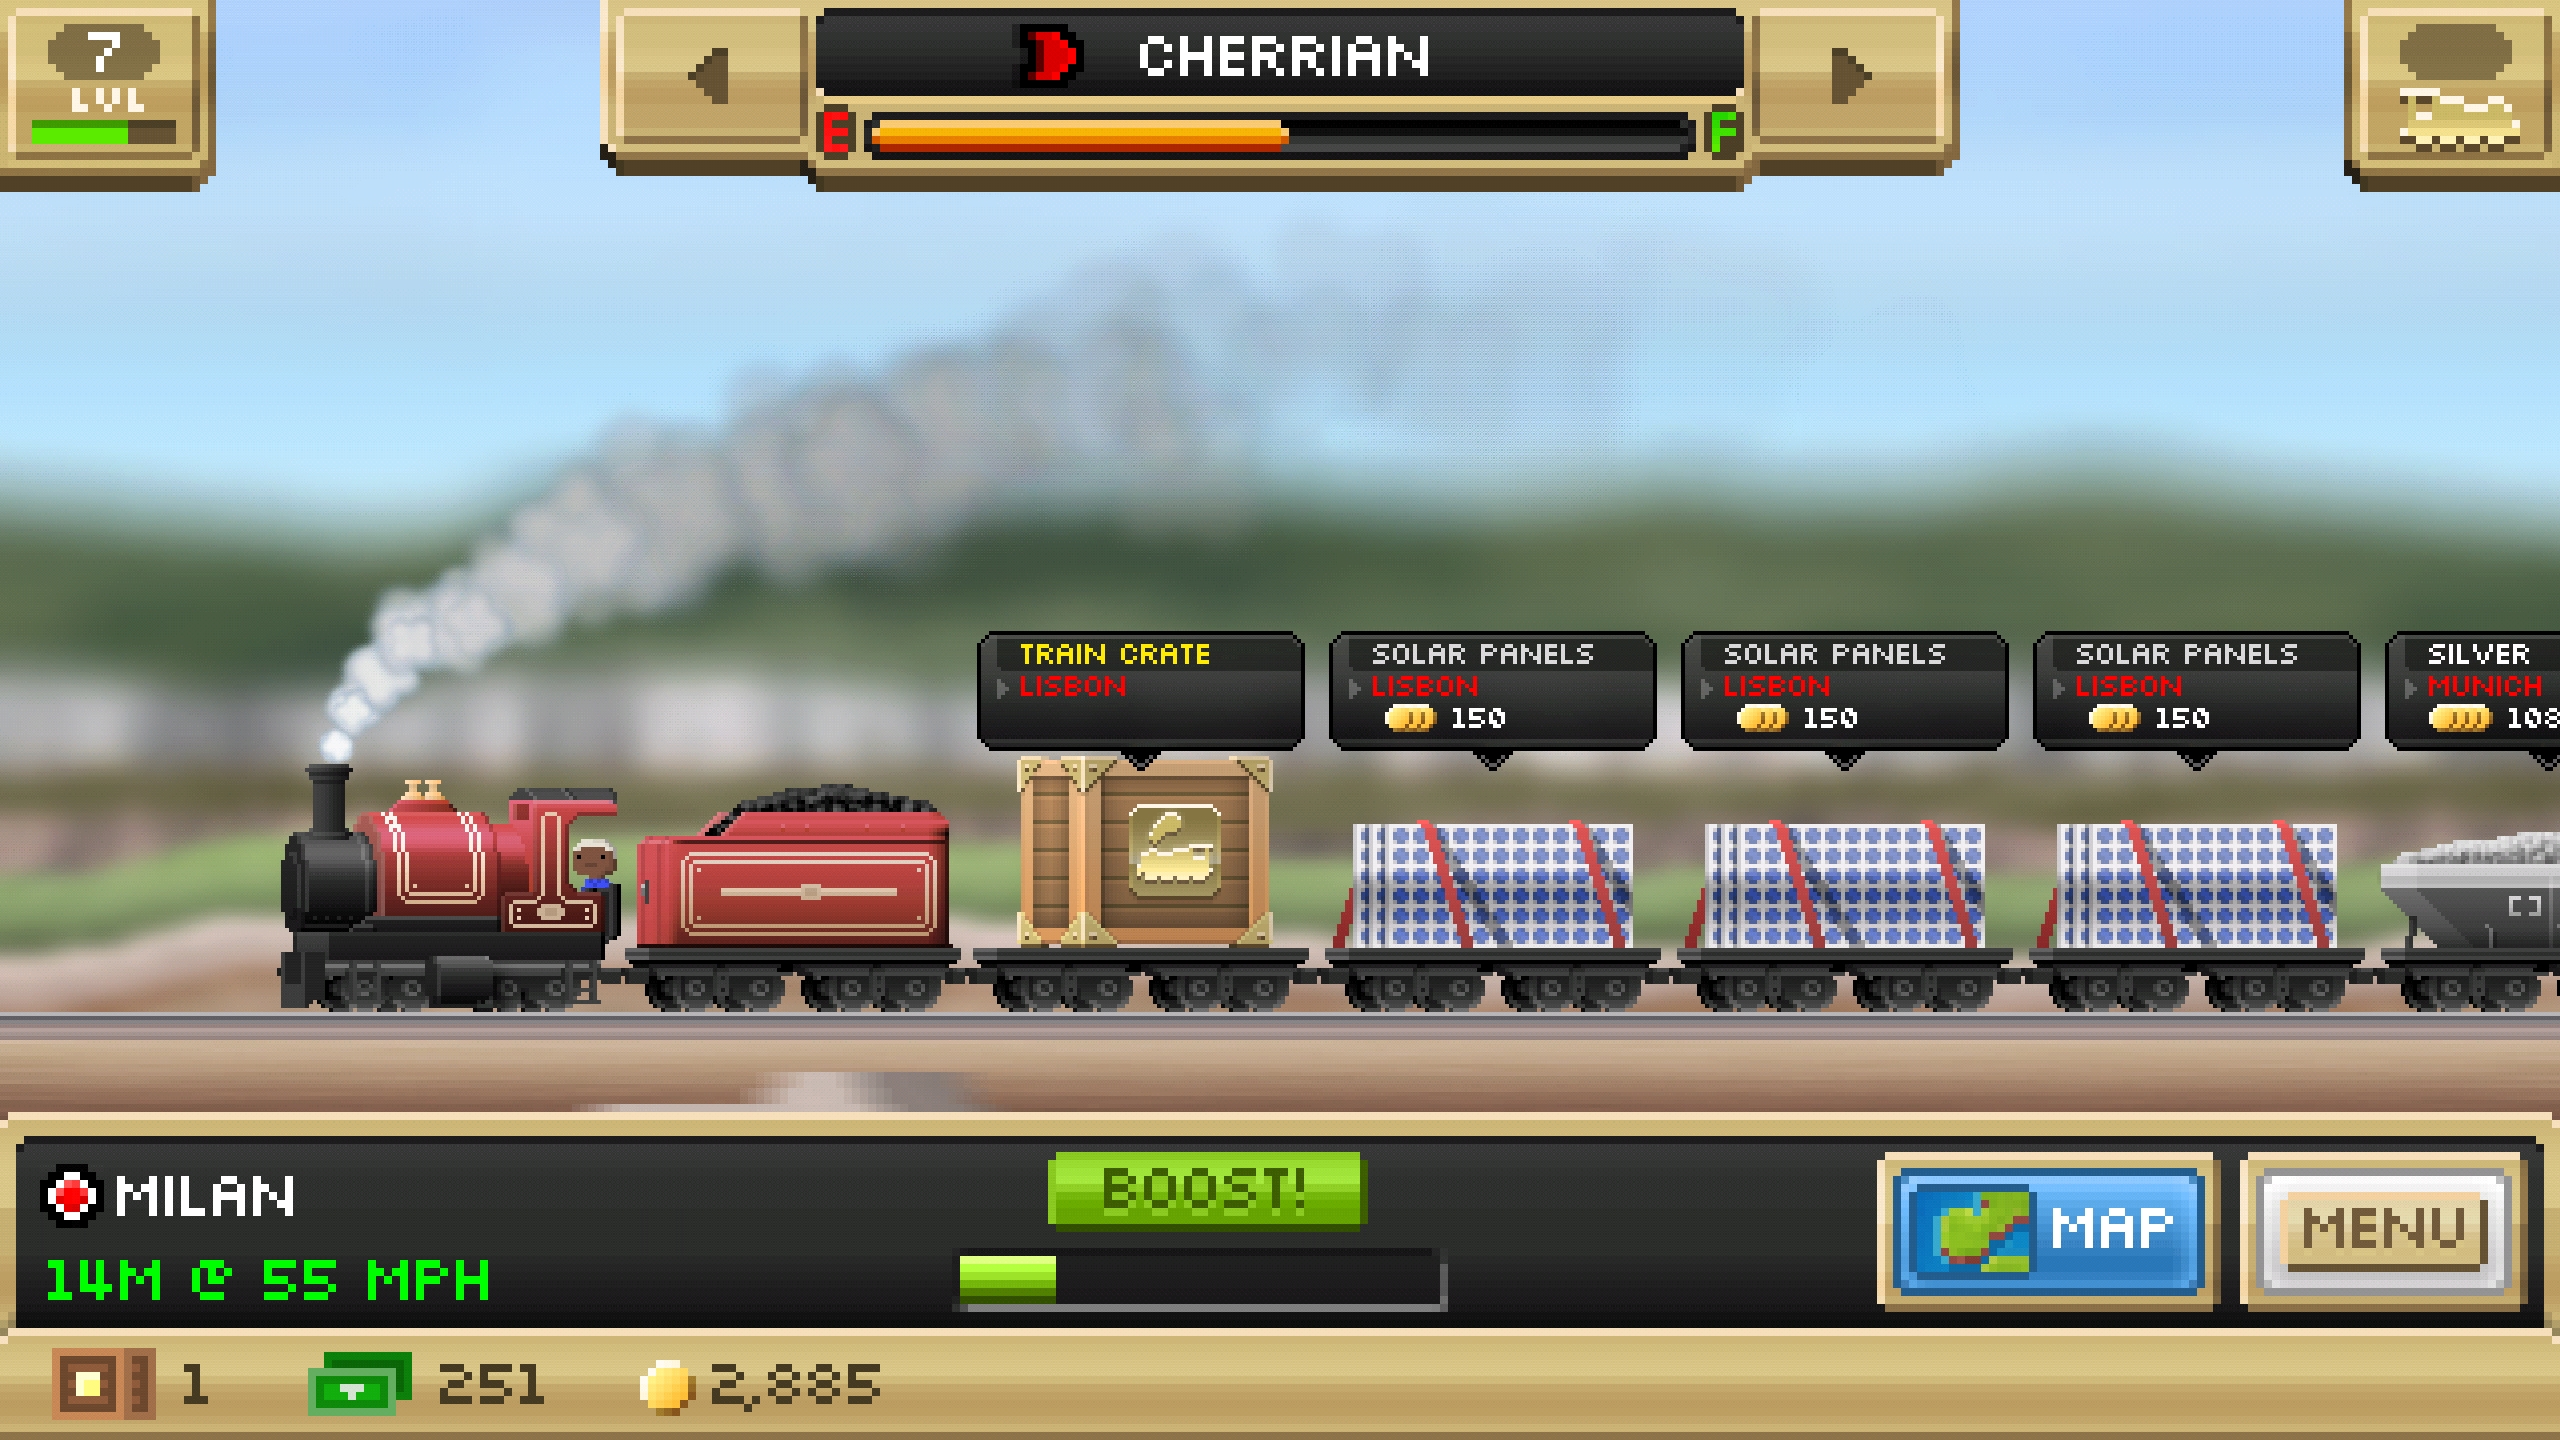 7
LVL
CHERRIAN
E F
TRAIN CRATE
LISBON
SOLAR PANELS
LISBON
150
SOLAR PANELS
LISBON
150
SOLAR PANELS
LISBON
150
SILVER
MUNICH
108
MILAN
14M @ 55 MPH
BOOST!
MAP
MENU
1
251
2,885